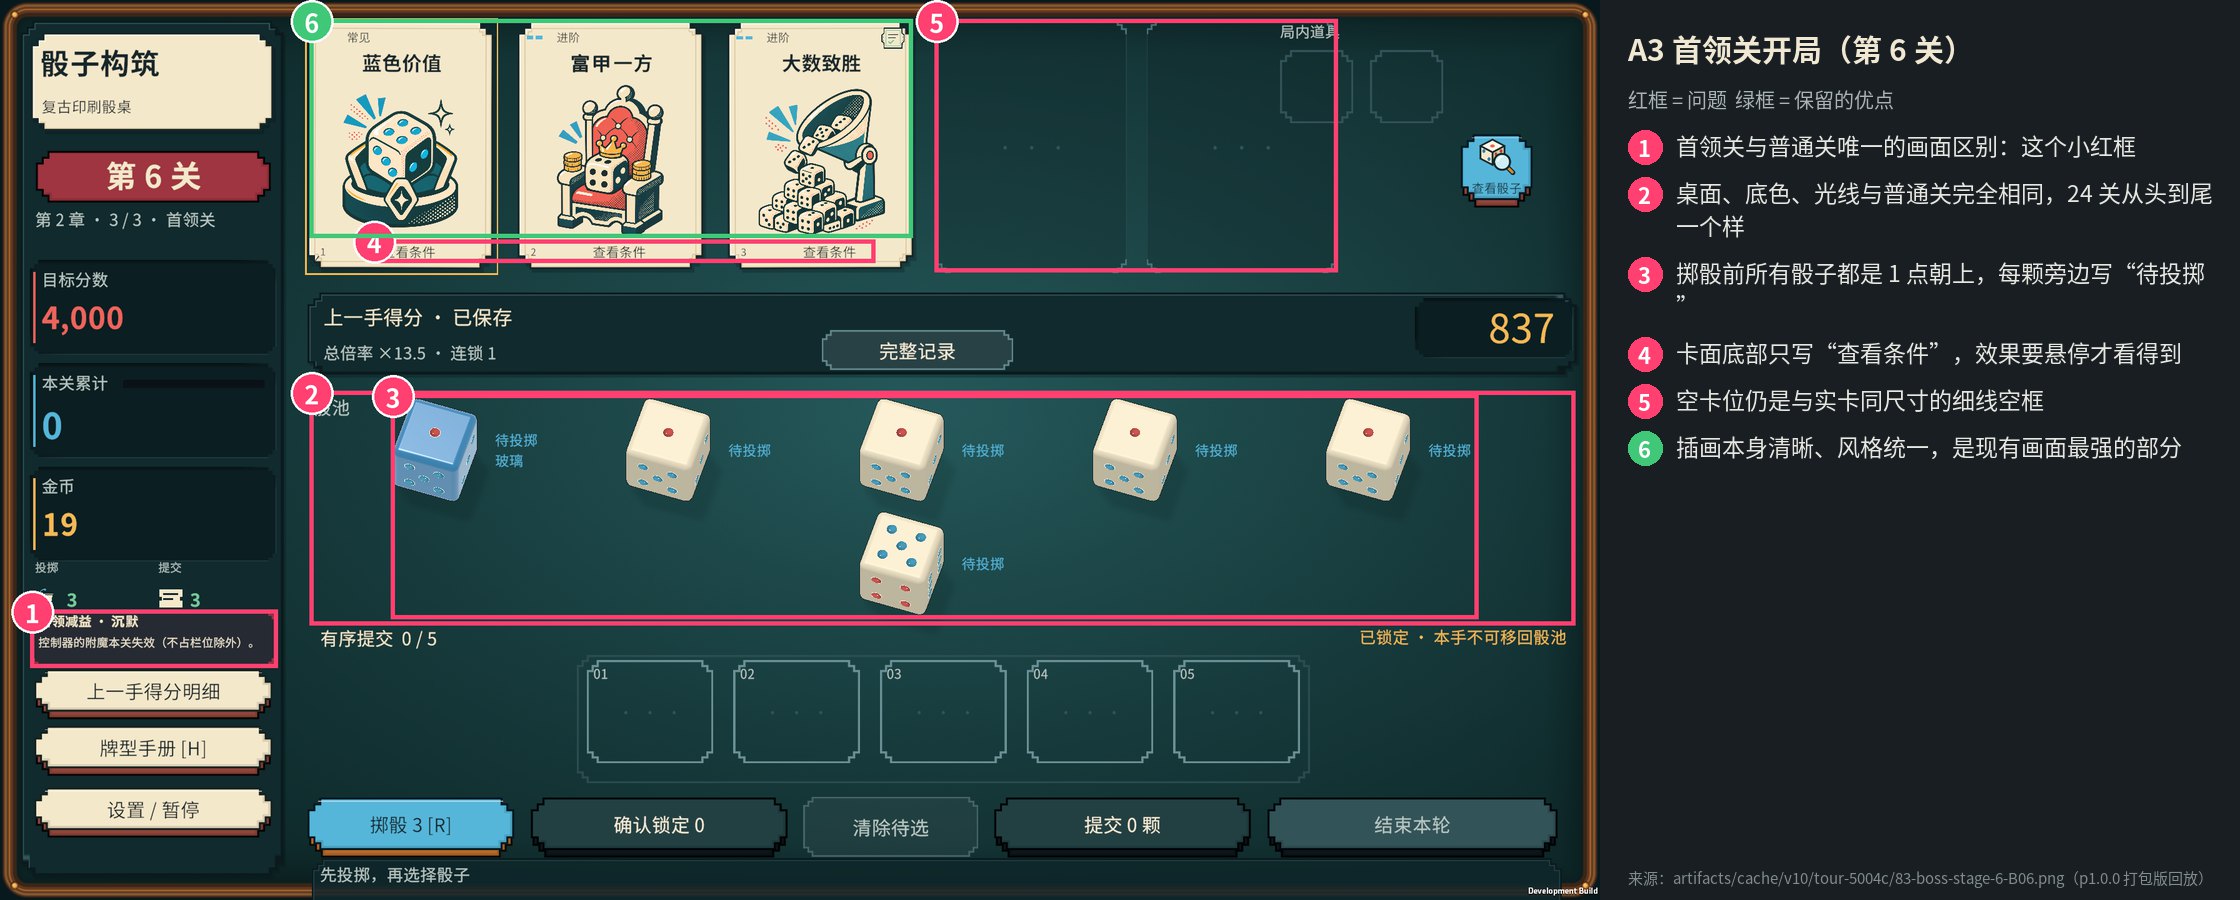 骰子构筑
复古印刷骰桌
第 6 关
第 2 章 · 3 / 3 · 首领关
目标分数
4,000
本关累计
0
金币
19
投掷
提交
3
3
1
领减益 · 沉默
控制器的附魔本关失效（不占栏位除外）。
上一手得分明细
牌型手册 [H]
设置 / 暂停
6
常见
蓝色价值
1
4
看条件
进阶
富甲一方
2
查看条件
进阶
大数致胜
3
查看条件
5
局内道具
查看骰子
上一手得分 · 已保存
总倍率 ×13.5 · 连锁 1
完整记录
837
2
池
3
待投掷
玻璃
待投掷
待投掷
待投掷
待投掷
待投掷
有序提交 0 / 5
已锁定 · 本手不可移回骰池
01
02
03
04
05
掷骰 3 [R]
确认锁定 0
清除待选
提交 0 颗
结束本轮
先投掷，再选择骰子
Development Build
A3 首领关开局（第 6 关）
红框 = 问题 绿框 = 保留的优点
1 首领关与普通关唯一的画面区别：这个小红框
2 桌面、底色、光线与普通关完全相同，24 关从头到尾
一个样
3 掷骰前所有骰子都是 1 点朝上，每颗旁边写“待投掷
”
4 卡面底部只写“查看条件”，效果要悬停才看得到
5 空卡位仍是与实卡同尺寸的细线空框
6 插画本身清晰、风格统一，是现有画面最强的部分
来源：artifacts/cache/v10/tour-5004c/83-boss-stage-6-B06.png（p1.0.0 打包版回放）